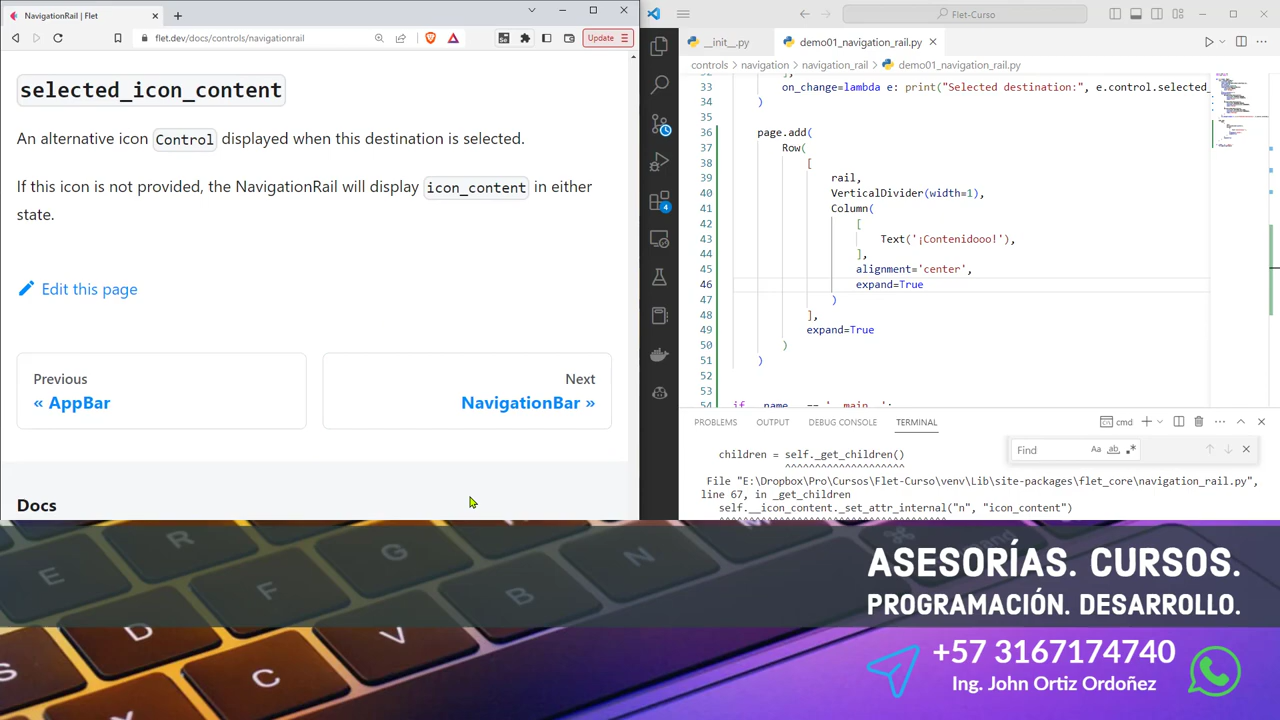 NavigationRail | Flet
flet.dev/docs/controls/navigationrail
Update
selected_icon_content
An alternative icon Control displayed when this destination is selected.
If this icon is not provided, the NavigationRail will display icon_content in either
state.
Edit this page
Previous
« AppBar
Next
NavigationBar »
Docs
Flet-Curso
__init__.py
demo01_navigation_rail.py
controls > navigation > navigation_rail > demo01_navigation_rail.py
33 on_change=lambda e: print("Selected destination:", e.control.selected_
34 )
35
36 page.add(
37 Row(
38 [
39 rail,
40 VerticalDivider(width=1),
41 Column(
42 [
43 Text('¡Contenidooo!'),
44 ],
45 alignment='center',
46 expand=True
47 )
48 ],
49 expand=True
50 )
51 )
52
53
54 if __name__ == '__main__':
PROBLEMS OUTPUT DEBUG CONSOLE TERMINAL cmd
Find
children = self._get_children()
^^^^^^^^^^^^^^^^^^^^
File "E:\Dropbox\Pro\Cursos\Flet-Curso\venv\Lib\site-packages\flet_core\navigation_rail.py",
line 67, in _get_children
self.__icon_content._set_attr_internal("n", "icon_content")
ASESORÍAS. CURSOS.
PROGRAMACIÓN. DESARROLLO.
+57 3167174740
Ing. John Ortiz Ordoñez